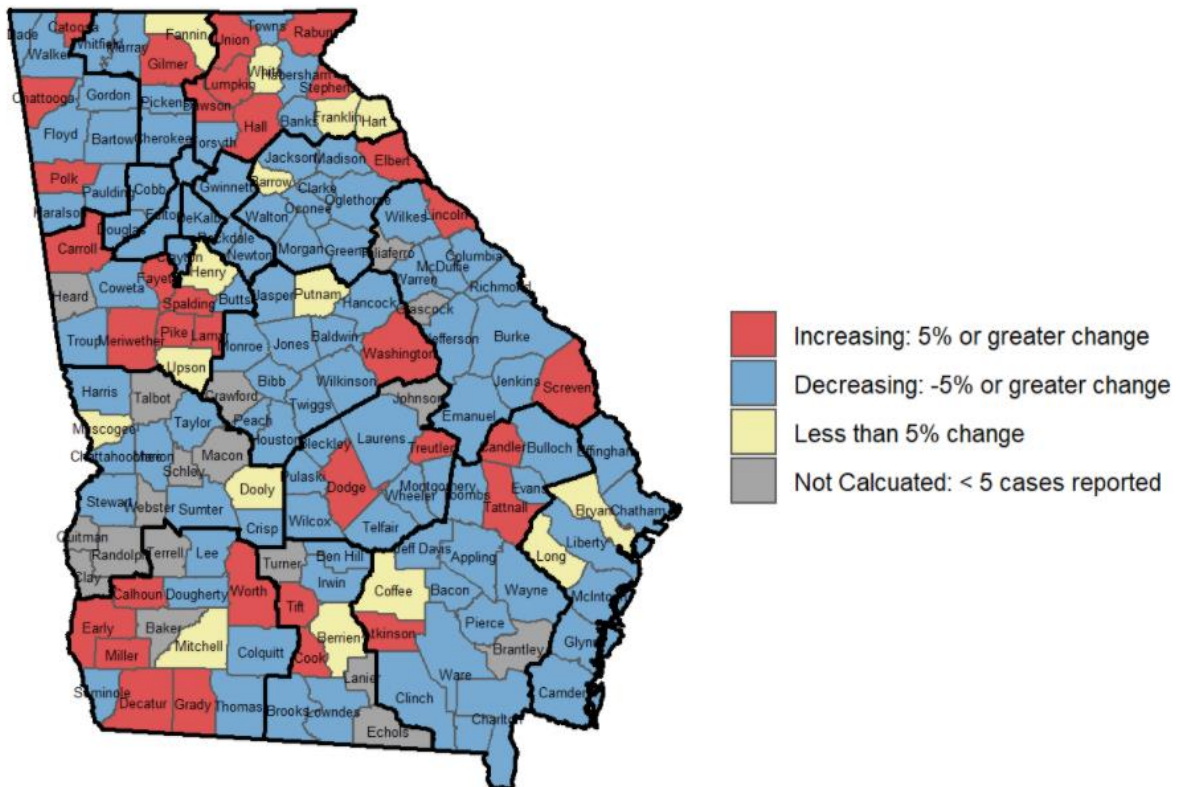 Catoosa
Fannin
Union
Towns
Rabun
Dade
Whitfield
Murray
Walker
Gilmer
White
Habersham
Lumpkin
Stephens
Chattooga
Gordon
Pickens
Dawson
Hall
Banks
Franklin
Hart
Floyd
Bartow
Cherokee
Forsyth
Jackson
Madison
Elbert
Polk
Paulding
Cobb
Gwinnett
Barrow
Clarke
Oglethorpe
Oconee
Haralson
Douglas
Fulton
DeKalb
Walton
Wilkes
Lincoln
Carroll
Rockdale
Newton
Morgan
Greene
Taliaferro
Columbia
McDuffie
Clayton
Henry
Fayette
Warren
Richmond
Heard
Coweta
Spalding
Butts
Jasper
Putnam
Hancock
Glascock
Troup
Meriwether
Pike
Lamar
Monroe
Jones
Baldwin
Washington
Jefferson
Burke
Upson
Harris
Talbot
Crawford
Bibb
Wilkinson
Johnson
Jenkins
Screven
Muscogee
Taylor
Peach
Twiggs
Emanuel
Chattahoochee
Marion
Macon
Houston
Bleckley
Laurens
Treutlen
Candler
Bulloch
Effingham
Schley
Stewart
Webster
Sumter
Dooly
Pulaski
Dodge
Montgomery
Wheeler
Toombs
Evans
Tattnall
Bryan
Chatham
Quitman
Crisp
Wilcox
Telfair
Randolph
Terrell
Lee
Turner
Ben Hill
Jeff Davis
Appling
Long
Liberty
Clay
Calhoun
Dougherty
Worth
Tift
Irwin
Coffee
Bacon
Wayne
McIntosh
Early
Baker
Mitchell
Berrien
Atkinson
Pierce
Miller
Colquitt
Cook
Brantley
Glynn
Seminole
Decatur
Grady
Thomas
Brooks
Lowndes
Lanier
Clinch
Ware
Camden
Echols
Charlton
Increasing: 5% or greater change
Decreasing: -5% or greater change
Less than 5% change
Not Calcuated: < 5 cases reported